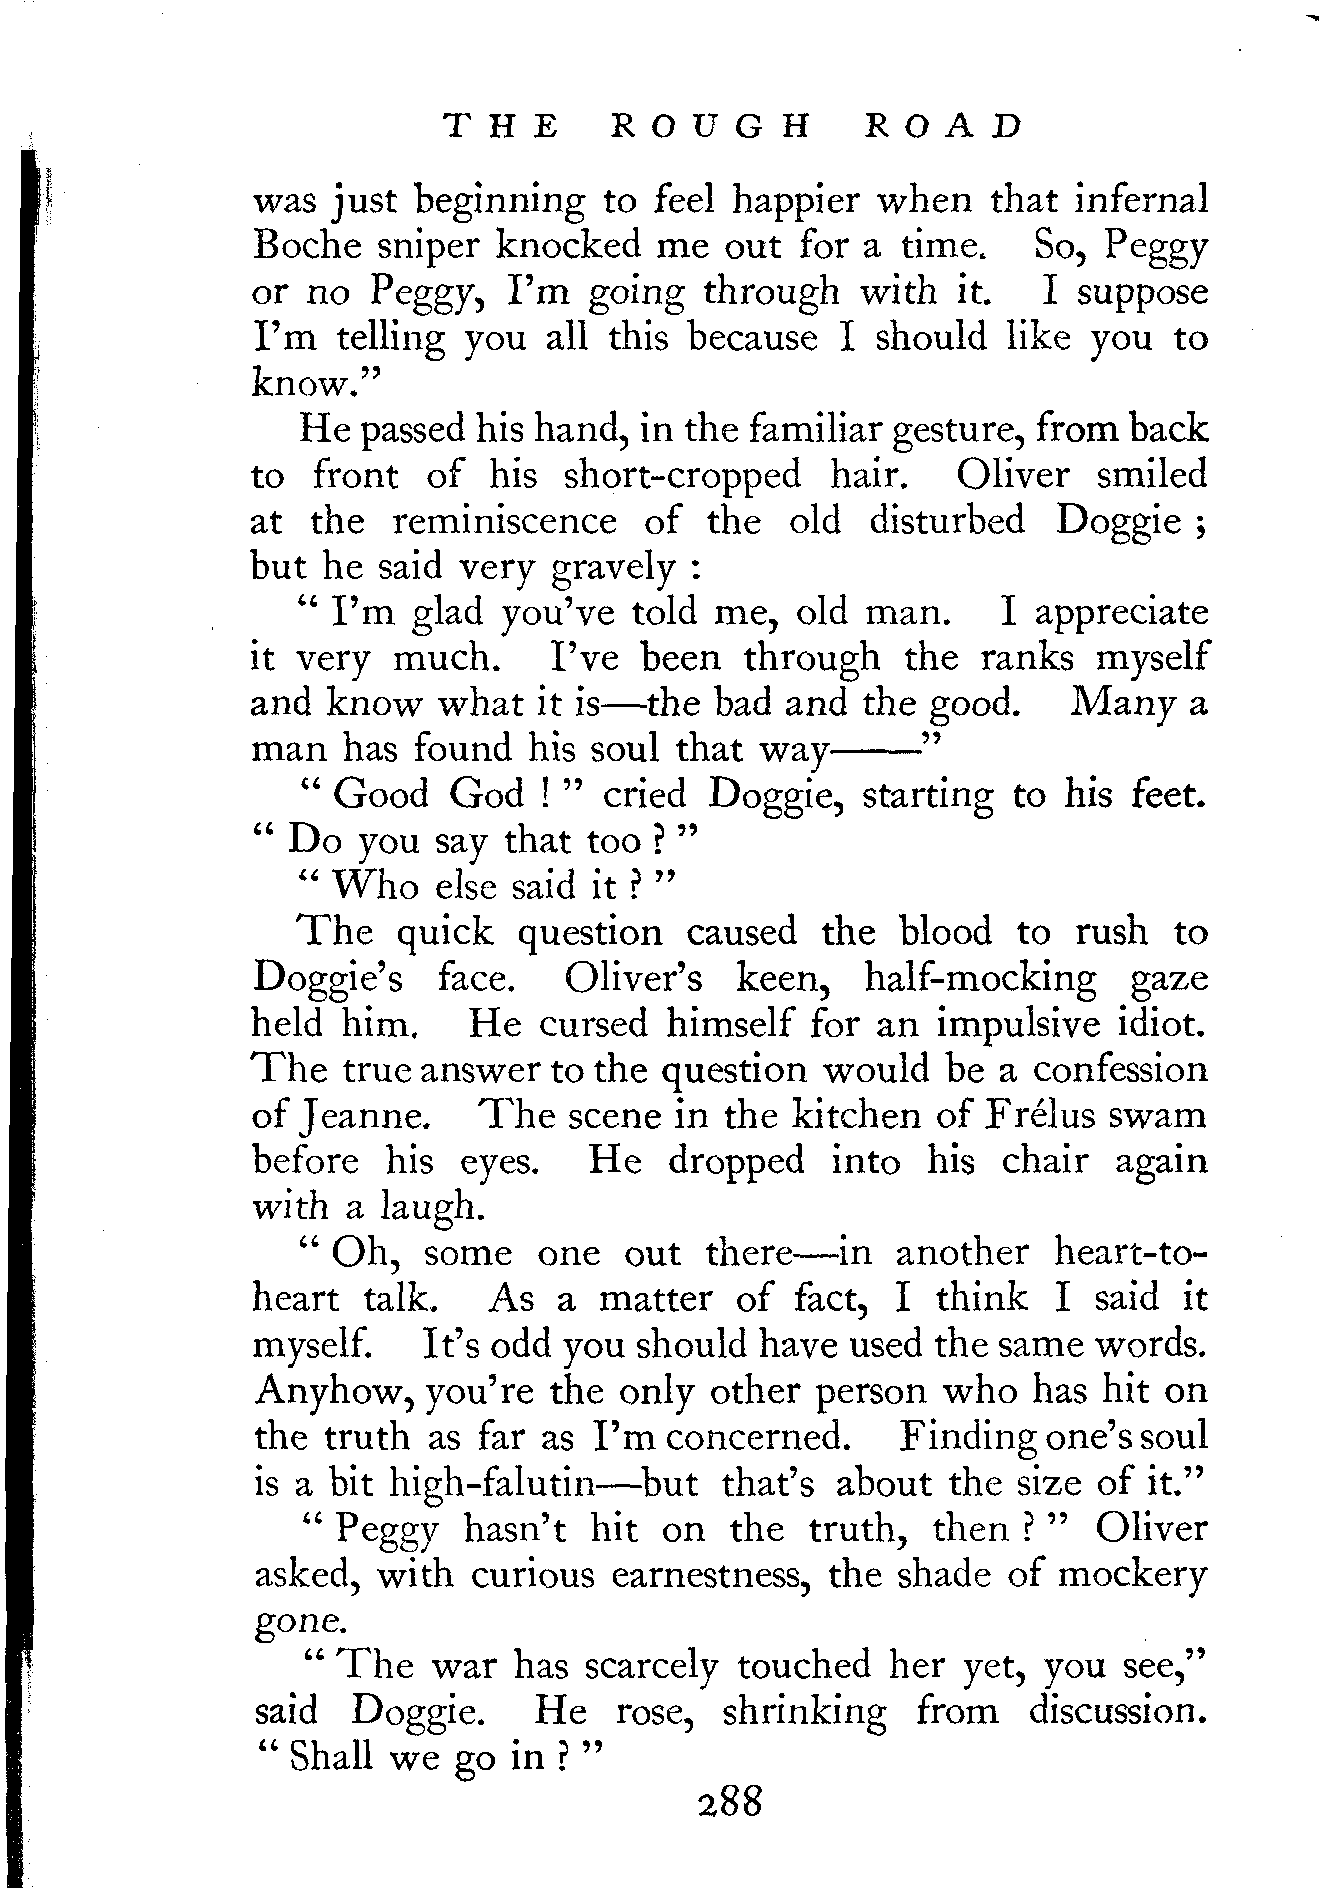 THE ROUGH ROAD
was just beginning to feel happier when that infernal
Boche sniper knocked me out for a time. So, Peggy
or no Peggy, I'm going through with it. I suppose
I'm telling you all this because I should like you to
know."
He passed his hand, in the familiar gesture, from back
to front of his short-cropped hair. Oliver smiled
at the reminiscence of the old disturbed Doggie ;
but he said very gravely :
" I'm glad you've told me, old man. I appreciate
it very much. I've been through the ranks myself
and know what it is—the bad and the good. Many a
man has found his soul that way——"
" Good God ! " cried Doggie, starting to his feet.
" Do you say that too ? "
" Who else said it ? "
The quick question caused the blood to rush to
Doggie's face. Oliver's keen, half-mocking gaze
held him. He cursed himself for an impulsive idiot.
The true answer to the question would be a confession
of Jeanne. The scene in the kitchen of Frélus swam
before his eyes. He dropped into his chair again
with a laugh.
" Oh, some one out there—in another heart-to-
heart talk. As a matter of fact, I think I said it
myself. It's odd you should have used the same words.
Anyhow, you're the only other person who has hit on
the truth as far as I'm concerned. Finding one's soul
is a bit high-falutin—but that's about the size of it."
" Peggy hasn't hit on the truth, then ? " Oliver
asked, with curious earnestness, the shade of mockery
gone.
" The war has scarcely touched her yet, you see,"
said Doggie. He rose, shrinking from discussion.
" Shall we go in ? "
288